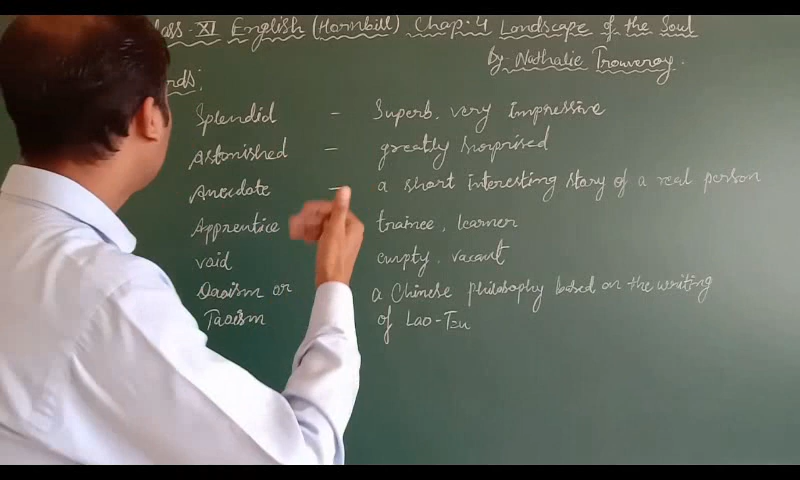 lass-XI English (Hornbill) Chap:4 Landscape of the Soul
By- Nathalie Trouveroy.
rds:
Splendid - Superb, very Impressive
Astonished - greatly surprised
Anecdote - a short interesting story of a real person
Apprentice trainee, learner
void empty, vacant
Daoism or a Chinese philosophy based on the writing
Taoism of Lao-Tzu